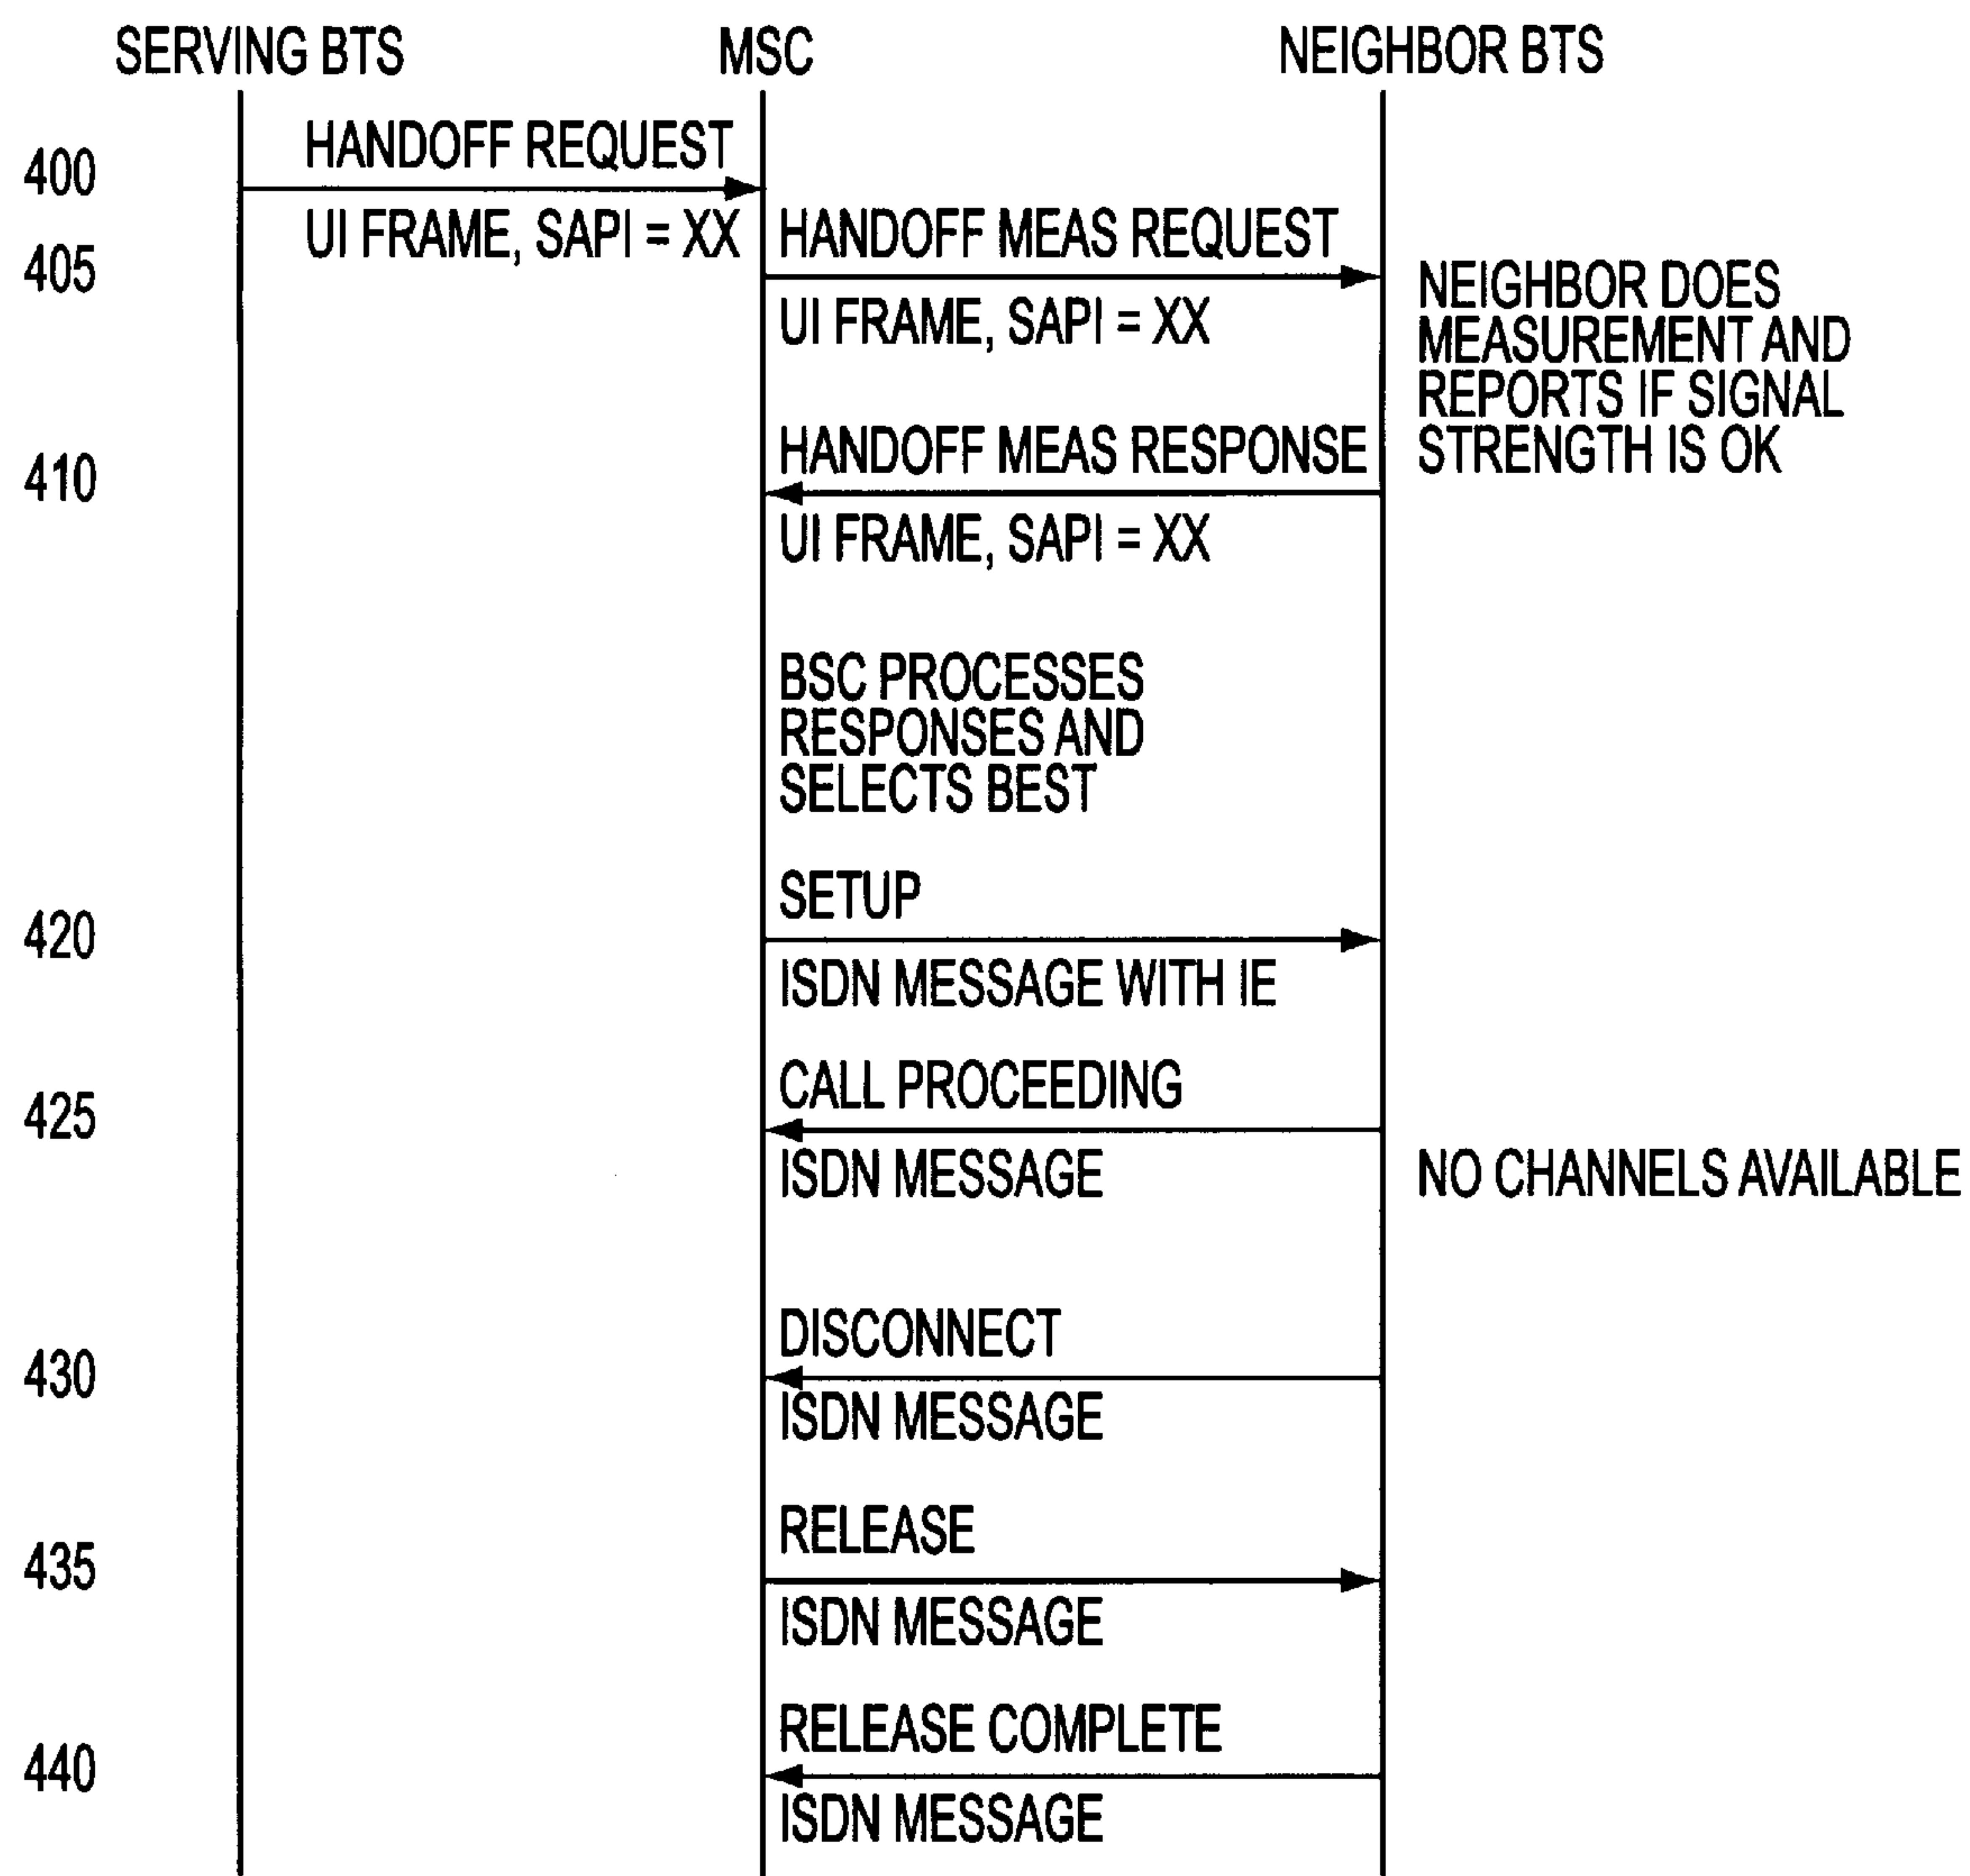 SERVING BTS MSC NEIGHBOR BTS
HANDOFF REQUEST
400
UI FRAME, SAPI = XX
HANDOFF MEAS REQUEST
405
UI FRAME, SAPI = XX
NEIGHBOR DOES
MEASUREMENT AND
REPORTS IF SIGNAL
STRENGTH IS OK
HANDOFF MEAS RESPONSE
410
UI FRAME, SAPI = XX
BSC PROCESSES
RESPONSES AND
SELECTS BEST
SETUP
420
ISDN MESSAGE WITH IE
CALL PROCEEDING
425
ISDN MESSAGE
NO CHANNELS AVAILABLE
DISCONNECT
430
ISDN MESSAGE
RELEASE
435
ISDN MESSAGE
RELEASE COMPLETE
440
ISDN MESSAGE